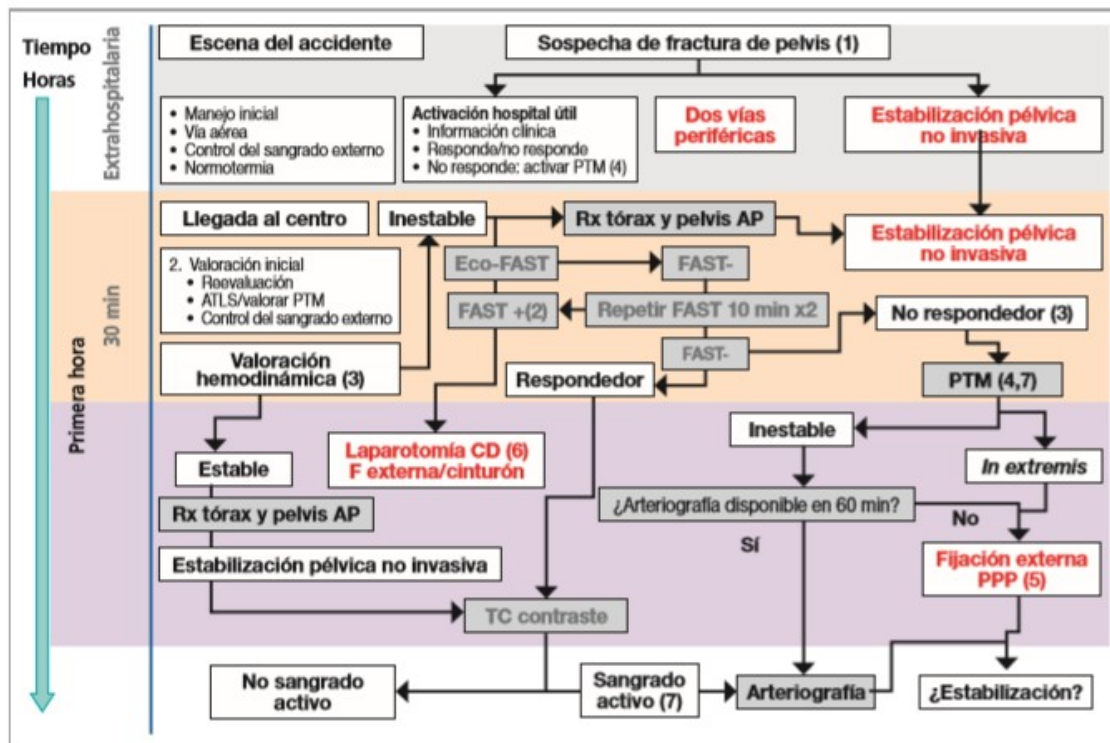 Tiempo
Horas
Extrahospitalaria
Escena del accidente
Sospecha de fractura de pelvis (1)
• Manejo inicial
• Vía aérea
• Control del sangrado externo
• Normotermia
Activación hospital útil
• Información clínica
• Responde/no responde
• No responde: activar PTM (4)
Dos vías
periféricas
Estabilización pélvica
no invasiva
Primera hora
30 min
Llegada al centro
Inestable
Rx tórax y pelvis AP
Estabilización pélvica
no invasiva
2. Valoración inicial
• Reevaluación
• ATLS/valorar PTM
• Control del sangrado externo
Eco-FAST
FAST-
FAST +(2)
Repetir FAST 10 min x2
No respondedor (3)
FAST-
Valoración
hemodinámica (3)
Respondedor
PTM (4,7)
Laparotomía CD (6)
F externa/cinturón
Inestable
In extremis
Estable
Rx tórax y pelvis AP
¿Arteriografía disponible en 60 min?
No
Sí
Estabilización pélvica no invasiva
Fijación externa
PPP (5)
TC contraste
No sangrado
activo
Sangrado
activo (7)
Arteriografía
¿Estabilización?